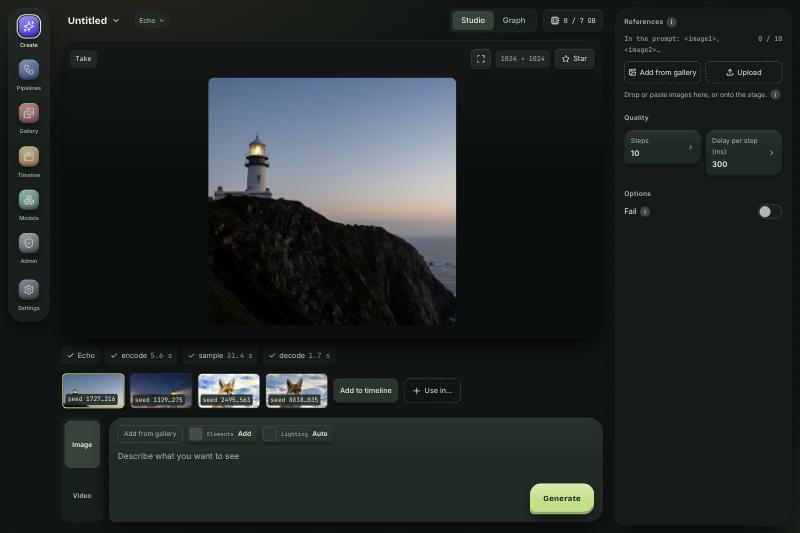 Create
Pipelines
Gallery
Timeline
Models
Admin
Settings
Untitled
Echo
Studio
Graph
0 / 7 GB
Take
1024 × 1024
Star
Echo
encode 5.6 s
sample 31.4 s
decode 1.7 s
seed 1727…216
seed 1329…275
seed 2495…563
seed 8838…035
Add to timeline
Use in…
Image
Video
Add from gallery
Elements Add
Lighting Auto
Describe what you want to see
Generate
References
In the prompt: <image1>,
<image2>…
0 / 10
Add from gallery
Upload
Drop or paste images here, or onto the stage.
Quality
Steps
10
Delay per step
(ms)
300
Options
Fail